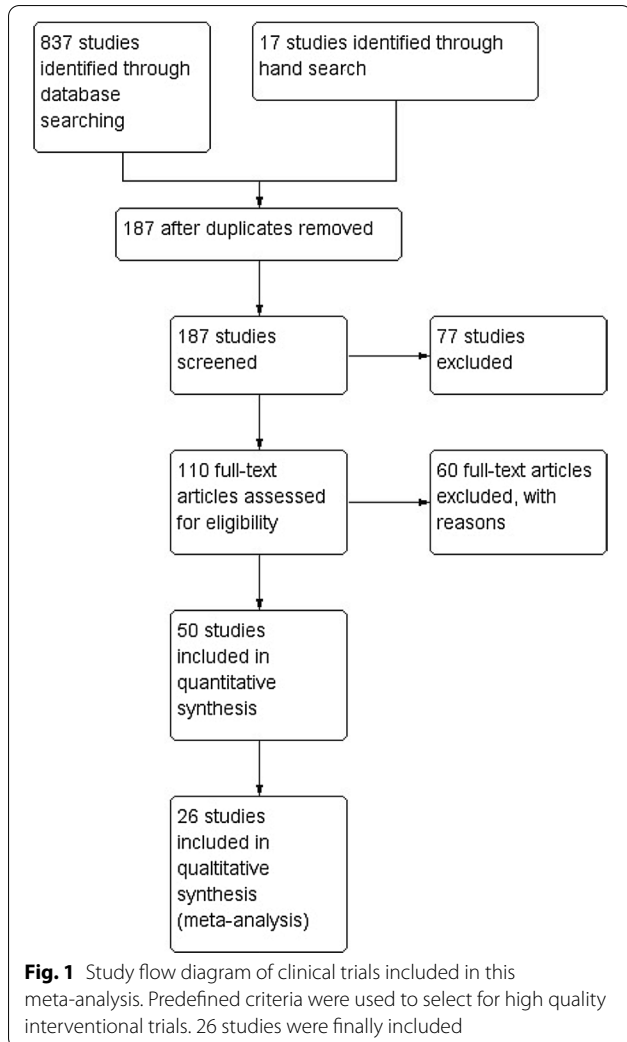 837 studies
identified through
database
searching
17 studies identified through
hand search
187 after duplicates removed
187 studies
screened
77 studies
excluded
110 full-text
articles assessed
for eligibility
60 full-text articles
excluded, with
reasons
50 studies
included in
quantitative
synthesis
26 studies
included in
qualtitative
synthesis
(meta-analysis)
Fig. 1 Study flow diagram of clinical trials included in this
meta-analysis. Predefined criteria were used to select for high quality
interventional trials. 26 studies were finally included